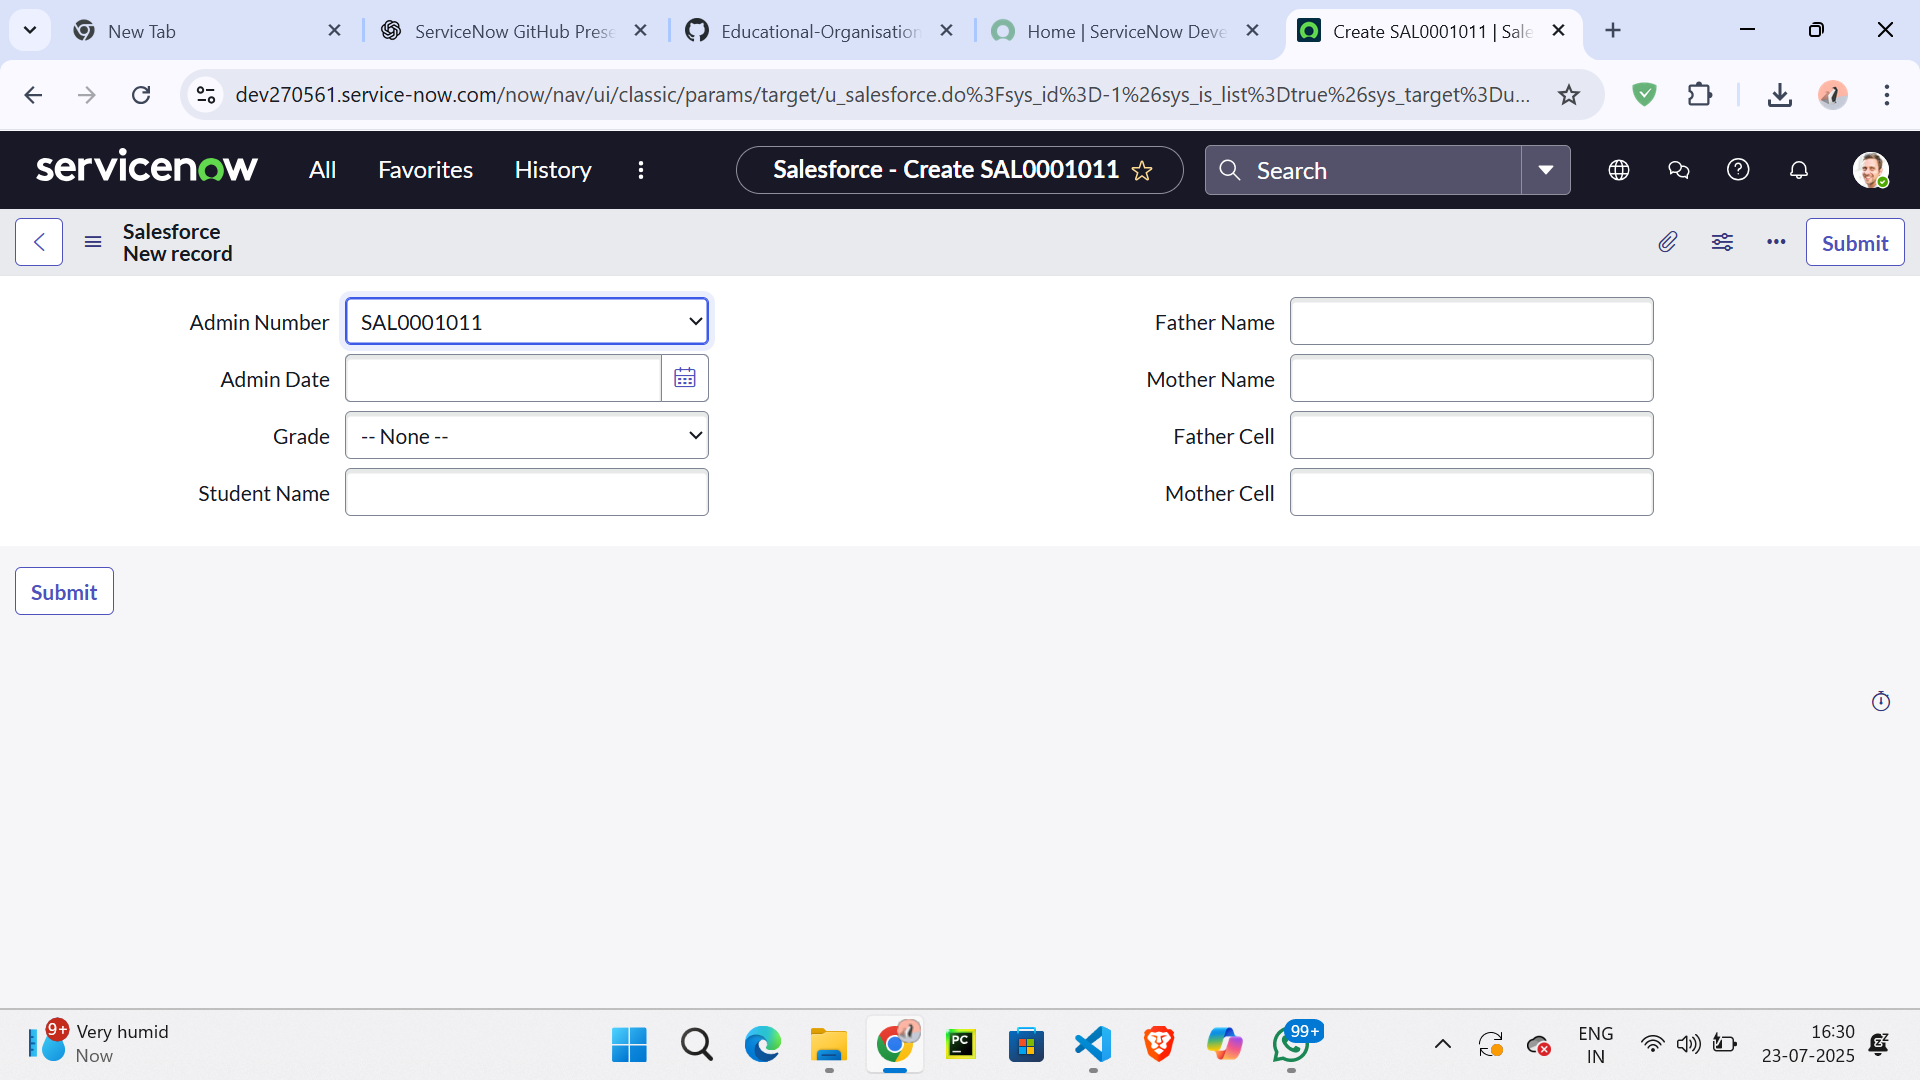 New Tab
ServiceNow GitHub Prese
Educational-Organisation
Home | ServiceNow Deve
Create SAL0001011 | Sale
dev270561.service-now.com/now/nav/ui/classic/params/target/u_salesforce.do%3Fsys_id%3D-1%26sys_is_list%3Dtrue%26sys_target%3Du...
servicenow
All
Favorites
History
Salesforce - Create SAL0001011
Search
Salesforce
New record
Submit
Admin Number
SAL0001011
Father Name
Admin Date
Mother Name
Grade
-- None --
Father Cell
Student Name
Mother Cell
Submit
9+
Very humid
Now
PC
99+
ENG
IN
16:30
23-07-2025